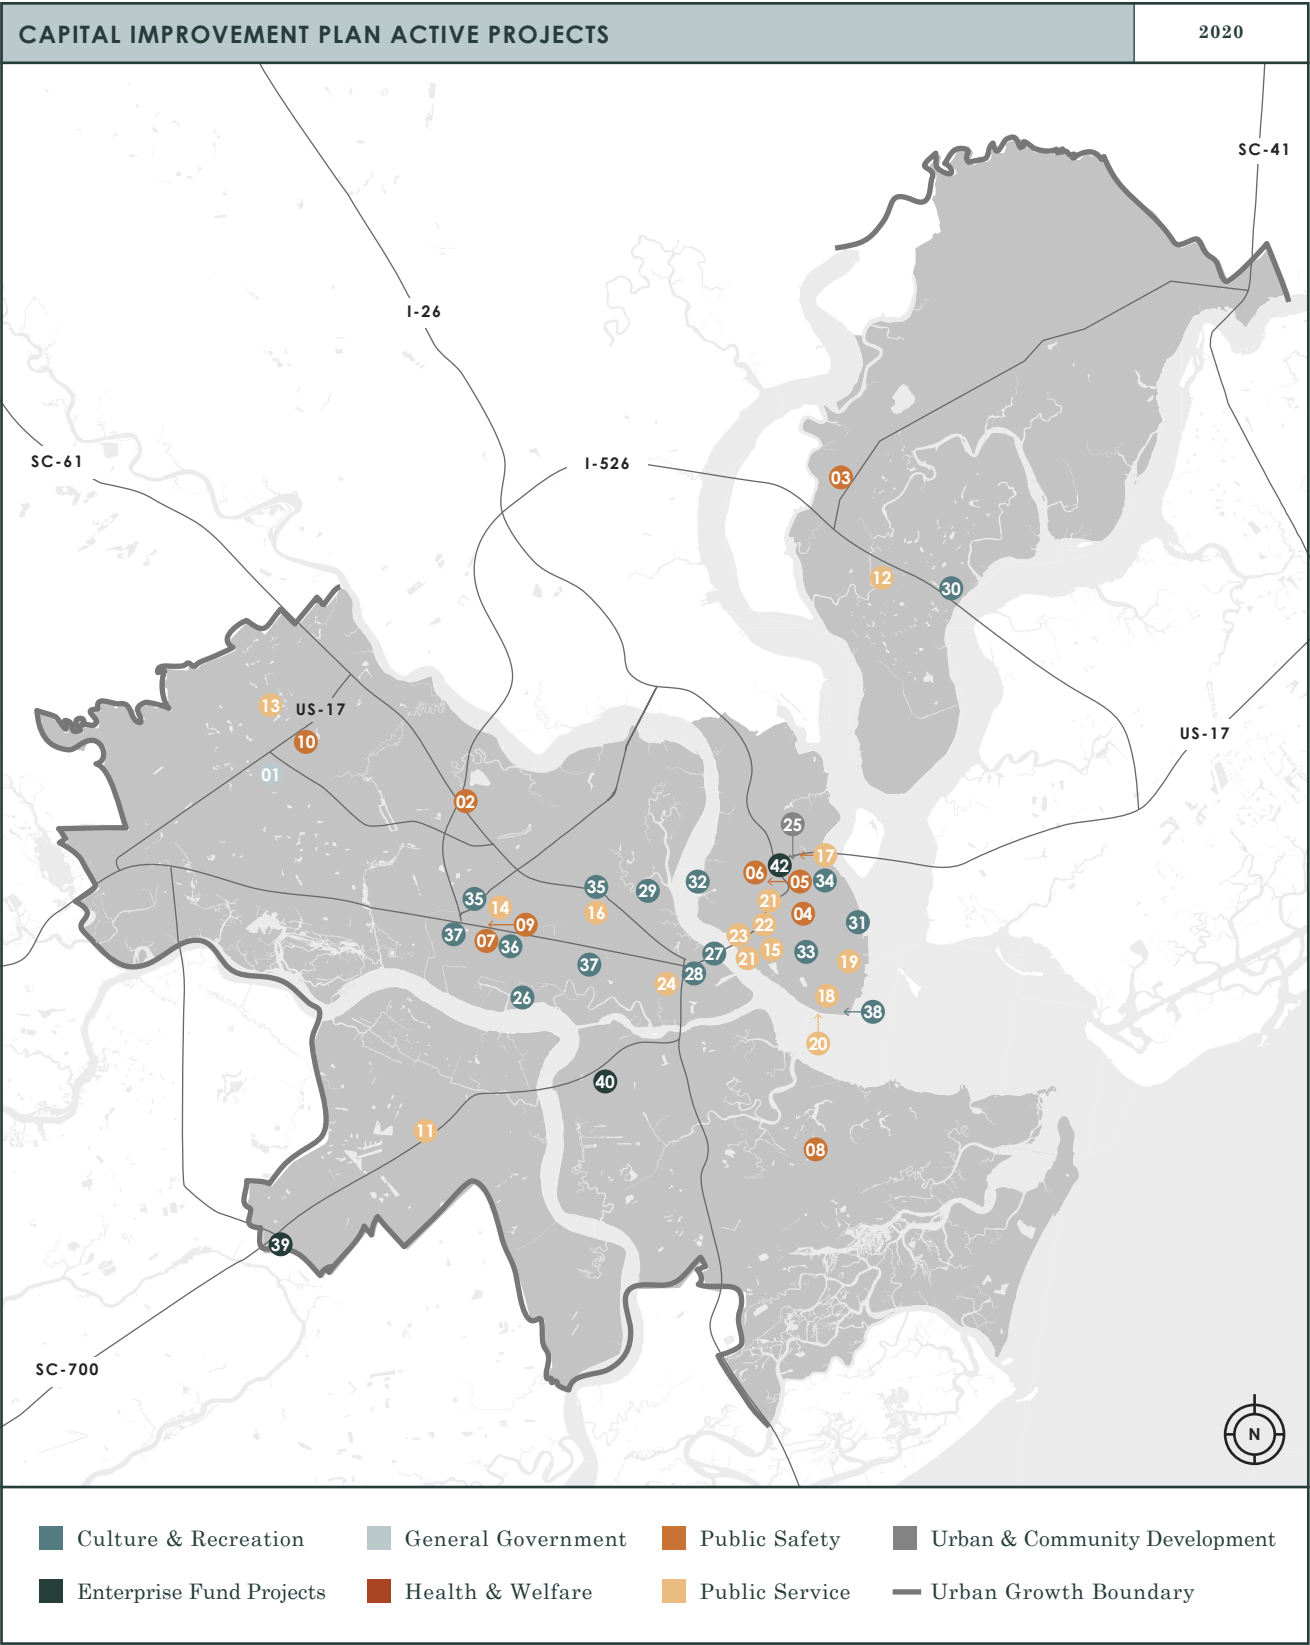 CAPITAL IMPROVEMENT PLAN ACTIVE PROJECTS
2020
SC-41
I-26
SC-61
I-526
03
12
30
13
US-17
10
01
US-17
02
25
17
42
06
05
34
32
35
29
35
21
14
16
04
31
09
22
37
07
36
23
27
15
33
21
19
37
28
24
26
18
38
20
40
11
08
39
SC-700
N
Culture & Recreation
General Government
Public Safety
Urban & Community Development
Enterprise Fund Projects
Health & Welfare
Public Service
Urban Growth Boundary